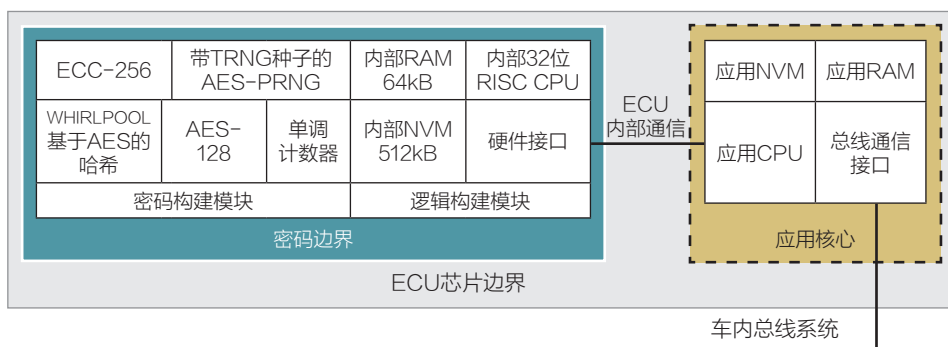 ECC-256
带TRNG种子的
AES-PRNG
内部RAM
64kB
内部32位
RISC CPU
WHIRLPOOL
基于AES的
哈希
AES-
128
单调
计数器
内部NVM
512kB
硬件接口
密码构建模块
逻辑构建模块
密码边界
ECU
内部通信
应用NVM
应用RAM
应用CPU
总线通信
接口
应用核心
ECU芯片边界
车内总线系统